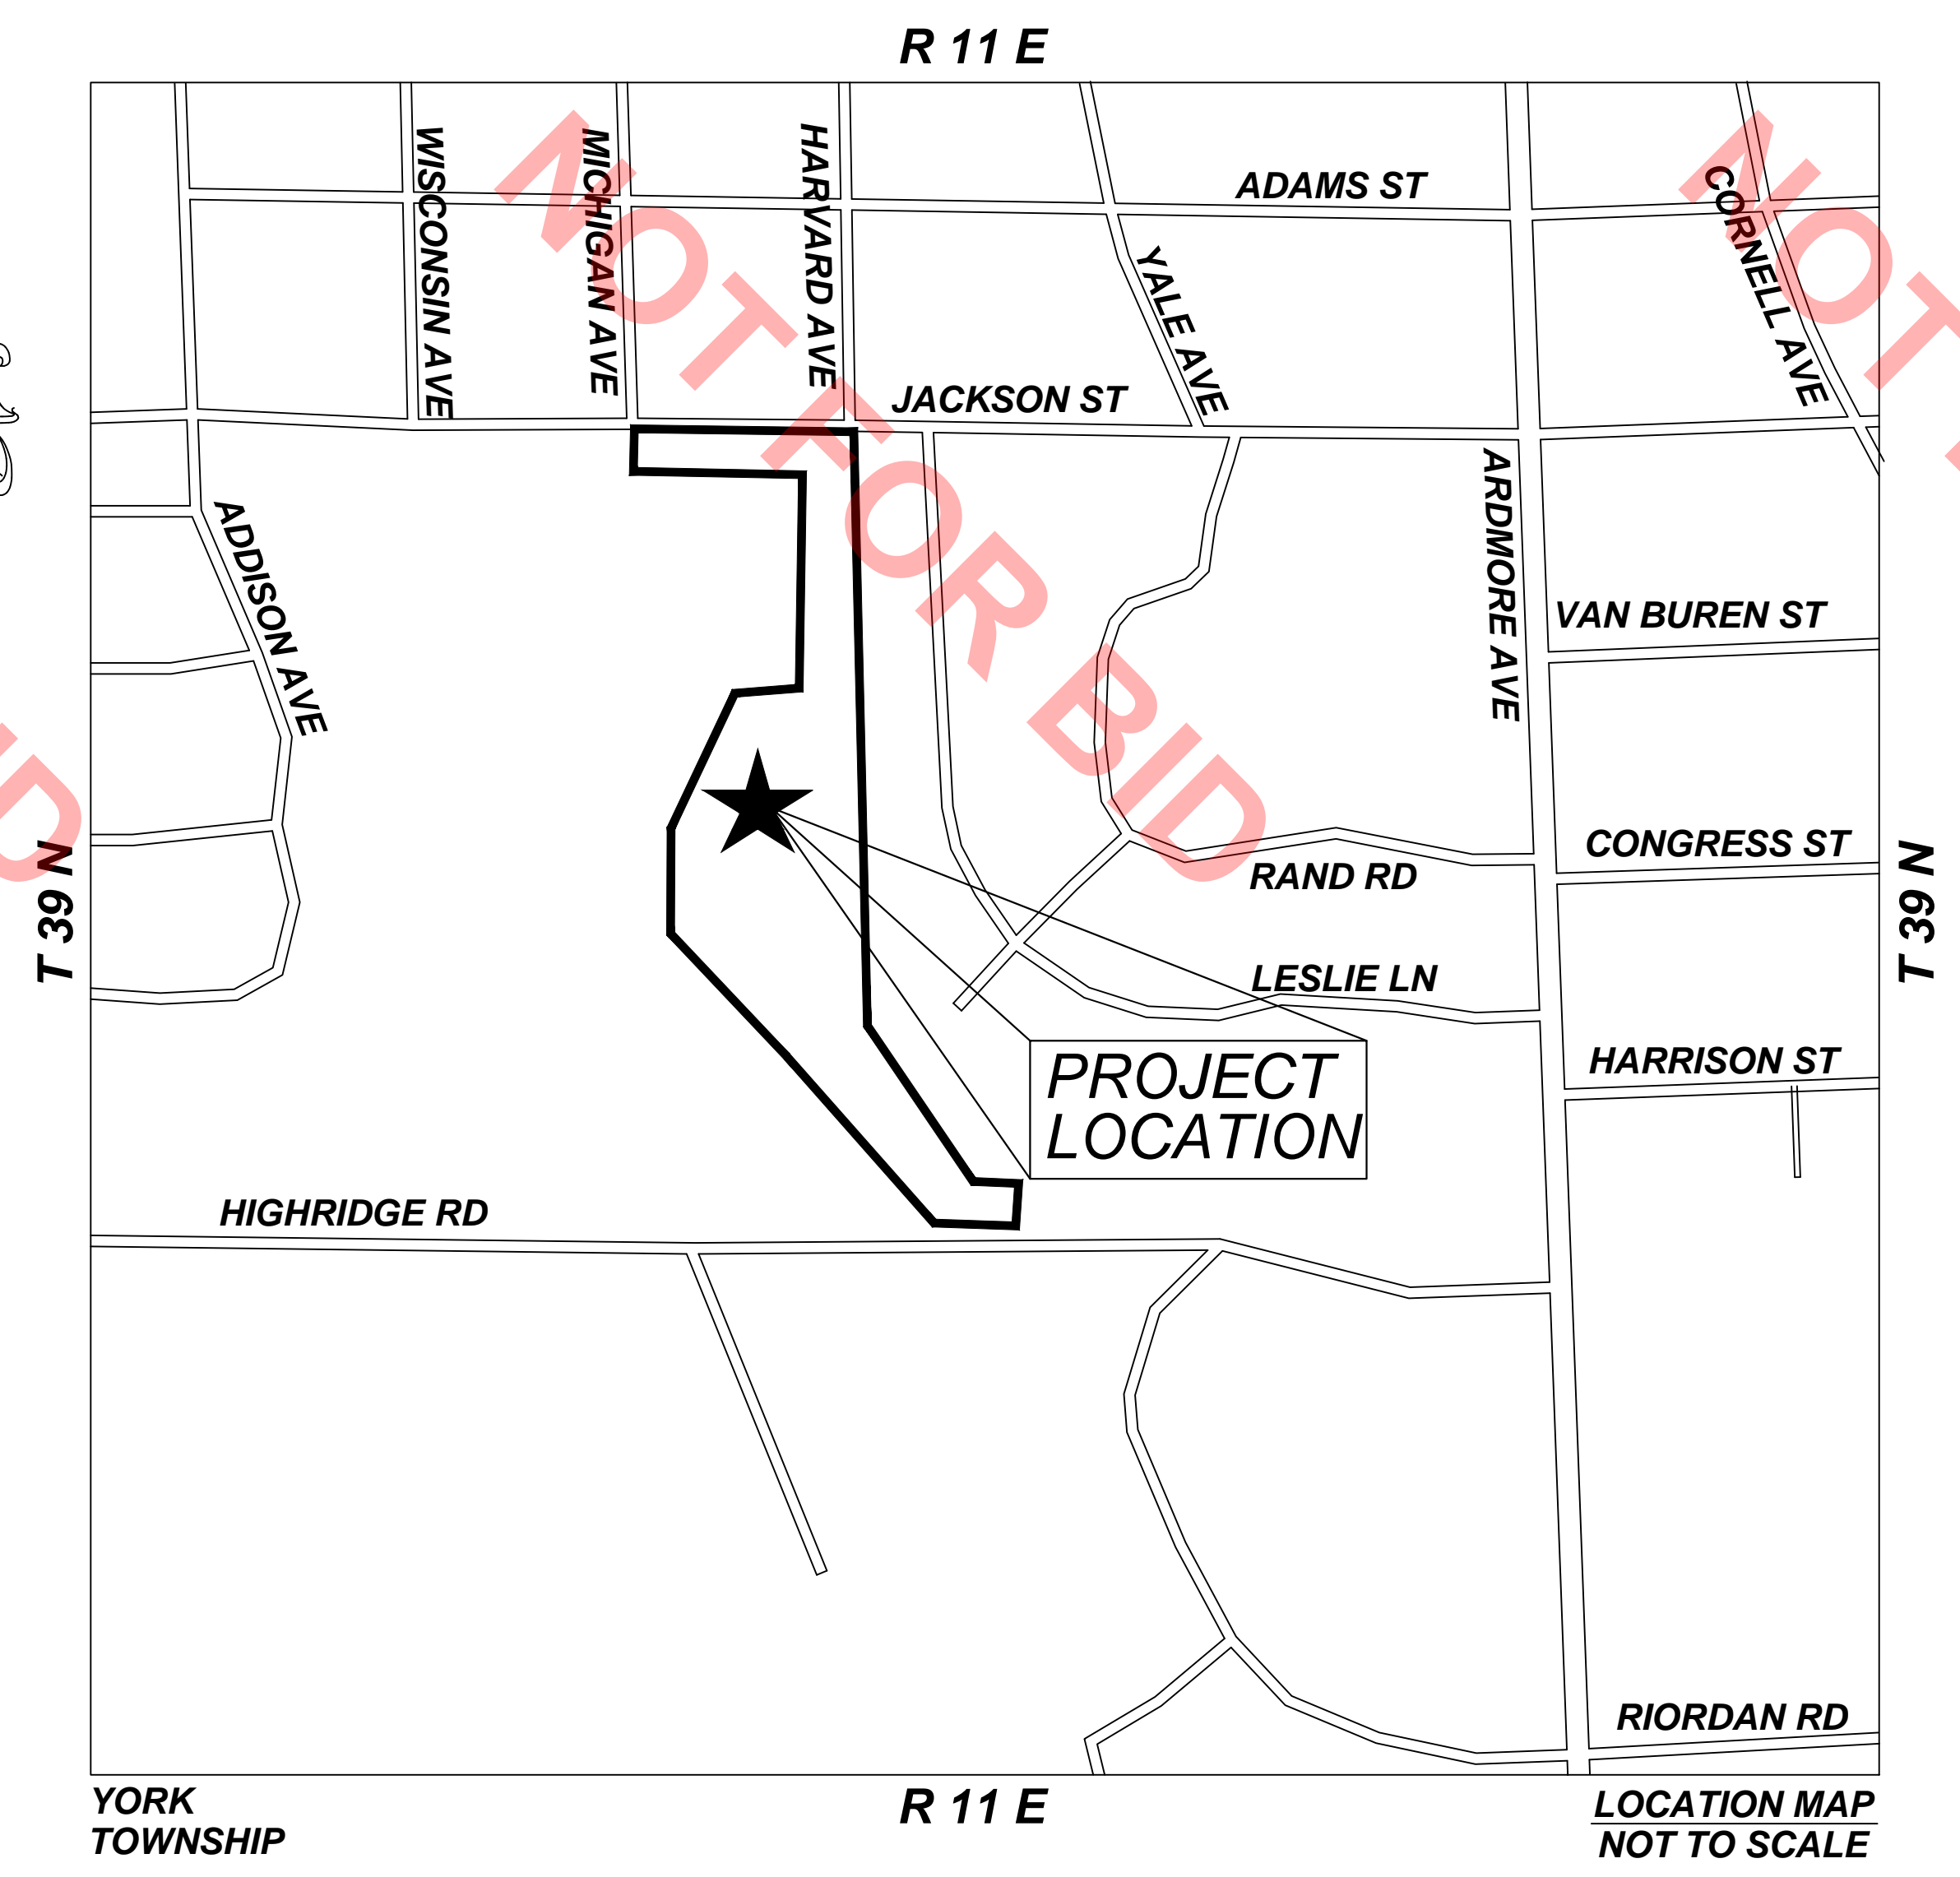 R 11 E
WISCONSIN AVE
MICHIGAN AVE
HARVARD AVE
ADAMS ST
YALE AVE
CORNELL AVE
JACKSON ST
ADDISON AVE
ARDMORE AVE
VAN BUREN ST
NOT FOR BID
NOT
D
CONGRESS ST
RAND RD
T 39 N
T 39 N
LESLIE LN
HARRISON ST
PROJECT
LOCATION
HIGHRIDGE RD
RIORDAN RD
YORK
TOWNSHIP
R 11 E
LOCATION MAP
NOT TO SCALE